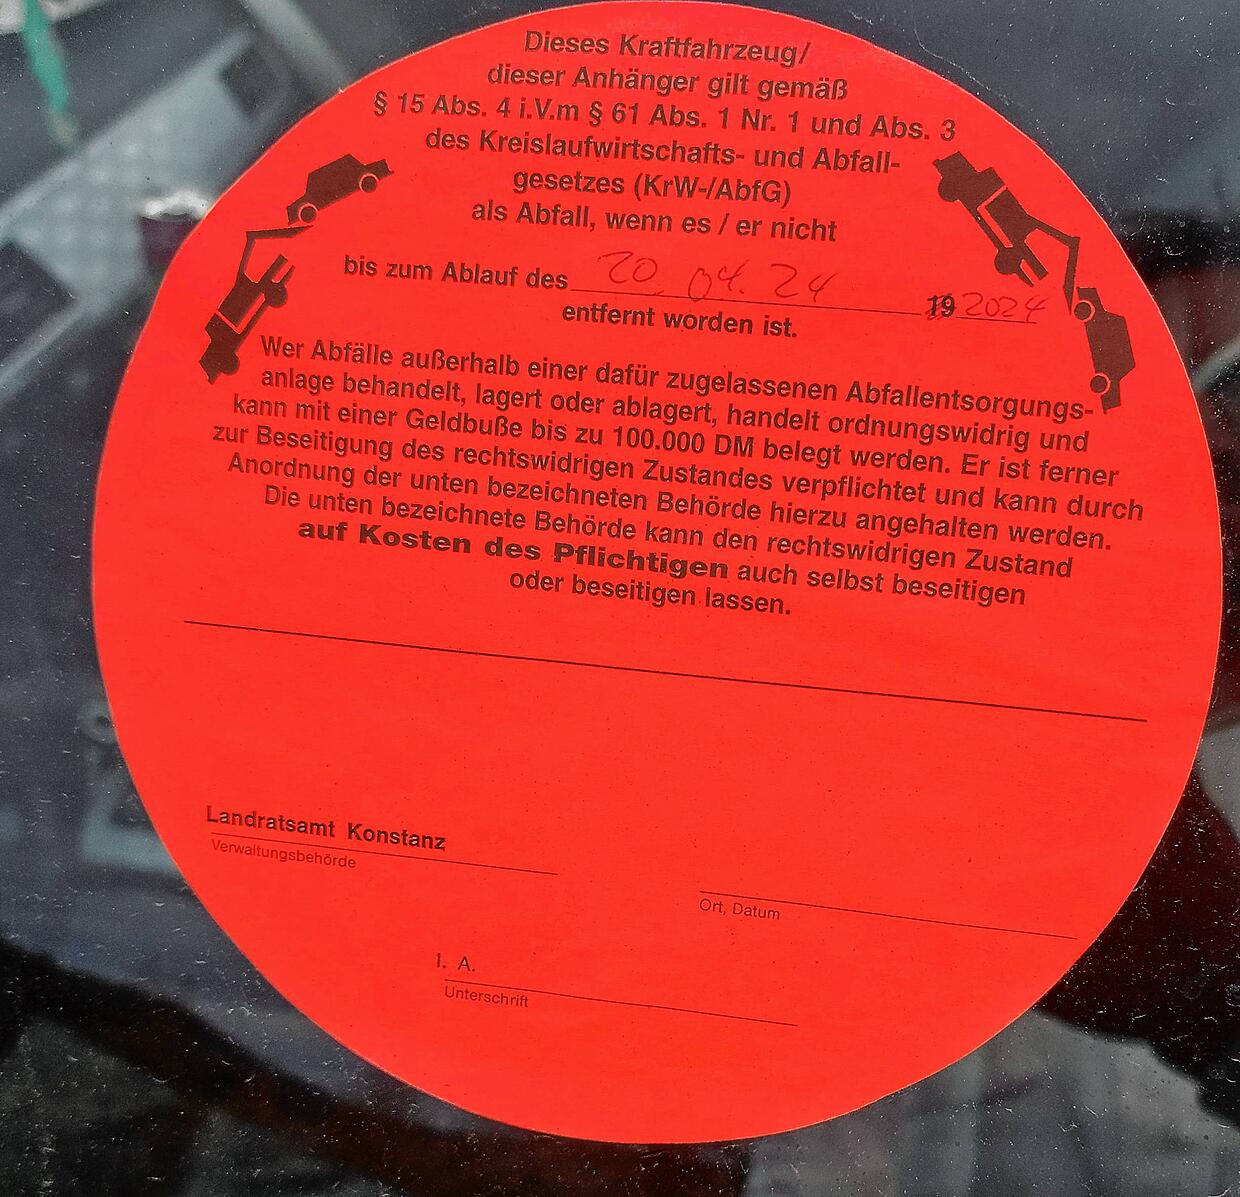 Dieses Kraftfahrzeug/
dieser Anhänger gilt gemäß
§ 15 Abs. 4 i.V.m § 61 Abs. 1 Nr. 1 und Abs. 3
des Kreislaufwirtschafts- und Abfall-
gesetzes (KrW-/AbfG)
als Abfall, wenn es / er nicht
bis zum Ablauf des 20. 04. 24 19 2024
entfernt worden ist.
Wer Abfälle außerhalb einer dafür zugelassenen Abfallentsorgungs-
anlage behandelt, lagert oder ablagert, handelt ordnungswidrig und
kann mit einer Geldbuße bis zu 100.000 DM belegt werden. Er ist ferner
zur Beseitigung des rechtswidrigen Zustandes verpflichtet und kann durch
Anordnung der unten bezeichneten Behörde hierzu angehalten werden.
Die unten bezeichnete Behörde kann den rechtswidrigen Zustand
auf Kosten des Pflichtigen auch selbst beseitigen
oder beseitigen lassen.
Landratsamt Konstanz
Verwaltungsbehörde
Ort, Datum
I. A.
Unterschrift